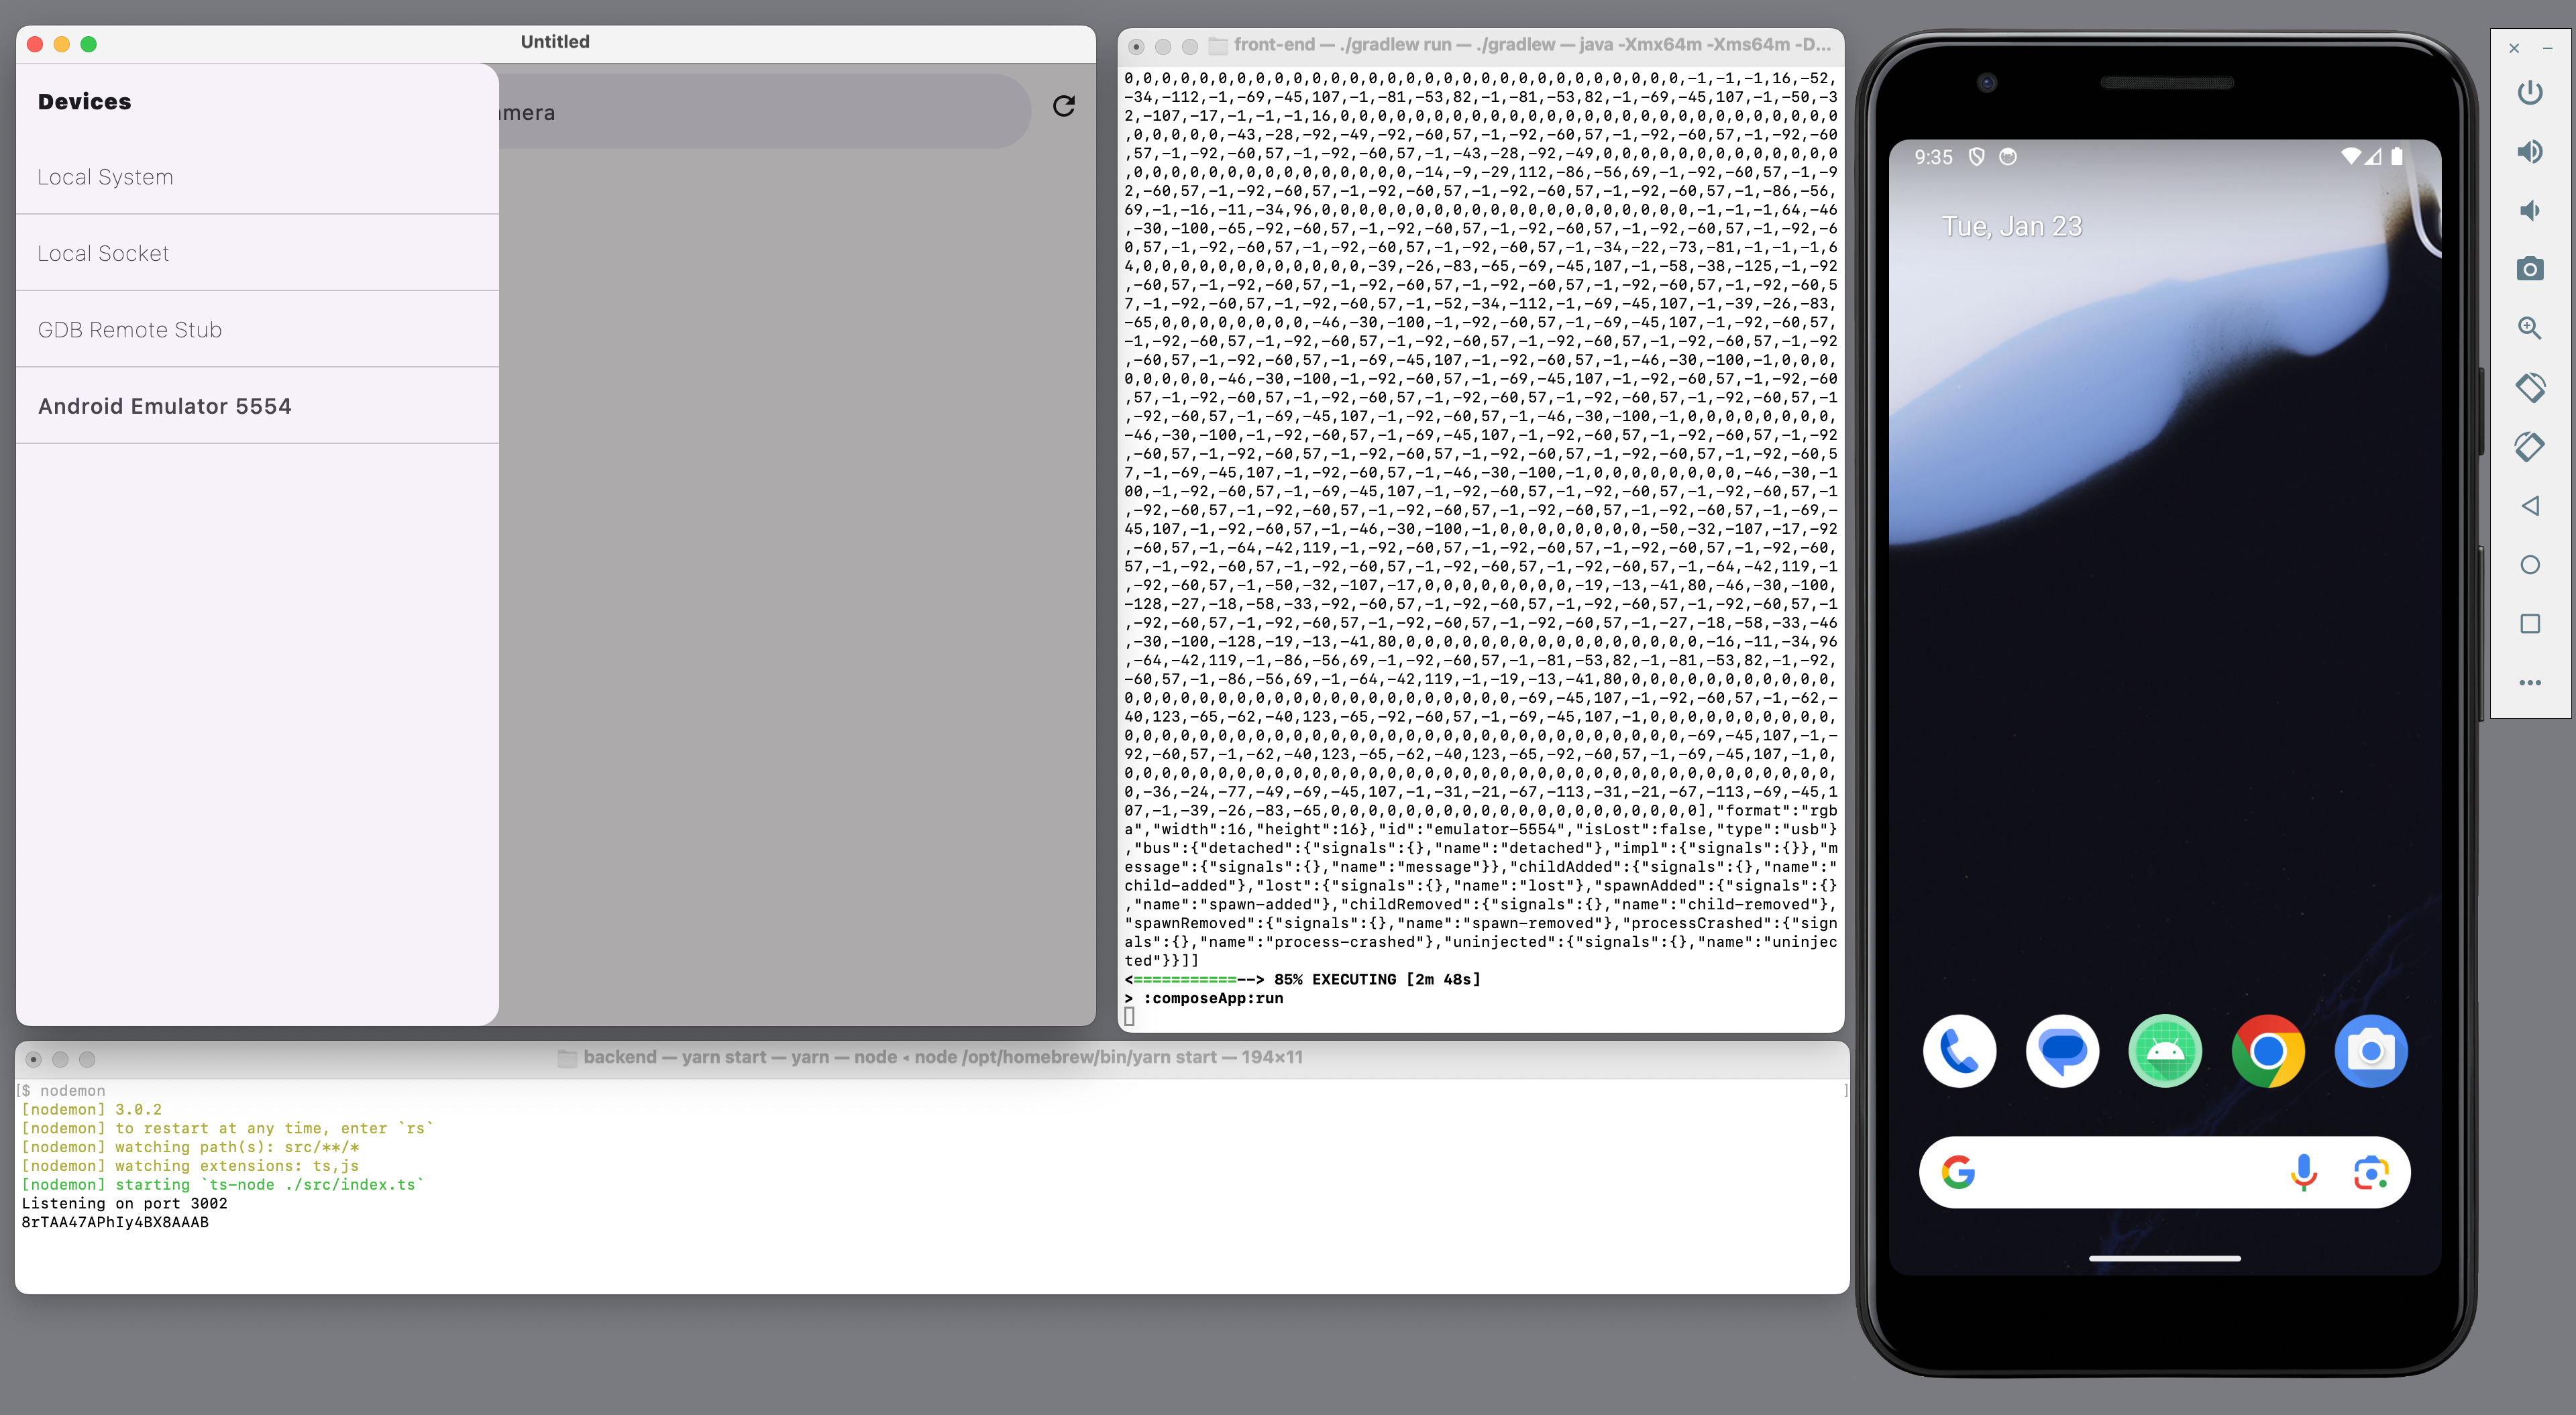 Untitled
Devices
mera
Local System
Local Socket
GDB Remote Stub
Android Emulator 5554
front-end — ./gradlew run — ./gradlew — java -Xmx64m -Xms64m -D...
0,0,0,0,0,0,0,0,0,0,0,0,0,0,0,0,0,0,0,0,0,0,0,0,0,0,0,0,0,0,-1,-1,-1,16,-52,
-34,-112,-1,-69,-45,107,-1,-81,-53,82,-1,-81,-53,82,-1,-69,-45,107,-1,-50,-3
2,-107,-17,-1,-1,-1,16,0,0,0,0,0,0,0,0,0,0,0,0,0,0,0,0,0,0,0,0,0,0,0,0,0,0,0
,0,0,0,0,0,-43,-28,-92,-49,-92,-60,57,-1,-92,-60,57,-1,-92,-60,57,-1,-92,-60
,57,-1,-92,-60,57,-1,-92,-60,57,-1,-43,-28,-92,-49,0,0,0,0,0,0,0,0,0,0,0,0,0
,0,0,0,0,0,0,0,0,0,0,0,0,0,0,0,-14,-9,-29,112,-86,-56,69,-1,-92,-60,57,-1,-9
2,-60,57,-1,-92,-60,57,-1,-92,-60,57,-1,-92,-60,57,-1,-92,-60,57,-1,-86,-56,
69,-1,-16,-11,-34,96,0,0,0,0,0,0,0,0,0,0,0,0,0,0,0,0,0,0,0,0,-1,-1,-1,64,-46
,-30,-100,-65,-92,-60,57,-1,-92,-60,57,-1,-92,-60,57,-1,-92,-60,57,-1,-92,-6
0,57,-1,-92,-60,57,-1,-92,-60,57,-1,-92,-60,57,-1,-34,-22,-73,-81,-1,-1,-1,6
4,0,0,0,0,0,0,0,0,0,0,0,0,-39,-26,-83,-65,-69,-45,107,-1,-58,-38,-125,-1,-92
,-60,57,-1,-92,-60,57,-1,-92,-60,57,-1,-92,-60,57,-1,-92,-60,57,-1,-92,-60,5
7,-1,-92,-60,57,-1,-92,-60,57,-1,-52,-34,-112,-1,-69,-45,107,-1,-39,-26,-83,
-65,0,0,0,0,0,0,0,0,-46,-30,-100,-1,-92,-60,57,-1,-69,-45,107,-1,-92,-60,57,
-1,-92,-60,57,-1,-92,-60,57,-1,-92,-60,57,-1,-92,-60,57,-1,-92,-60,57,-1,-92
,-60,57,-1,-92,-60,57,-1,-69,-45,107,-1,-92,-60,57,-1,-46,-30,-100,-1,0,0,0,
0,0,0,0,0,-46,-30,-100,-1,-92,-60,57,-1,-69,-45,107,-1,-92,-60,57,-1,-92,-60
,57,-1,-92,-60,57,-1,-92,-60,57,-1,-92,-60,57,-1,-92,-60,57,-1,-92,-60,57,-1
,-92,-60,57,-1,-69,-45,107,-1,-92,-60,57,-1,-46,-30,-100,-1,0,0,0,0,0,0,0,0,
-46,-30,-100,-1,-92,-60,57,-1,-69,-45,107,-1,-92,-60,57,-1,-92,-60,57,-1,-92
,-60,57,-1,-92,-60,57,-1,-92,-60,57,-1,-92,-60,57,-1,-92,-60,57,-1,-92,-60,5
7,-1,-69,-45,107,-1,-92,-60,57,-1,-46,-30,-100,-1,0,0,0,0,0,0,0,0,-46,-30,-1
00,-1,-92,-60,57,-1,-69,-45,107,-1,-92,-60,57,-1,-92,-60,57,-1,-92,-60,57,-1
,-92,-60,57,-1,-92,-60,57,-1,-92,-60,57,-1,-92,-60,57,-1,-92,-60,57,-1,-69,-
45,107,-1,-92,-60,57,-1,-46,-30,-100,-1,0,0,0,0,0,0,0,0,-50,-32,-107,-17,-92
,-60,57,-1,-64,-42,119,-1,-92,-60,57,-1,-92,-60,57,-1,-92,-60,57,-1,-92,-60,
57,-1,-92,-60,57,-1,-92,-60,57,-1,-92,-60,57,-1,-92,-60,57,-1,-64,-42,119,-1
,-92,-60,57,-1,-50,-32,-107,-17,0,0,0,0,0,0,0,0,-19,-13,-41,80,-46,-30,-100,
-128,-27,-18,-58,-33,-92,-60,57,-1,-92,-60,57,-1,-92,-60,57,-1,-92,-60,57,-1
,-92,-60,57,-1,-92,-60,57,-1,-92,-60,57,-1,-92,-60,57,-1,-27,-18,-58,-33,-46
,-30,-100,-128,-19,-13,-41,80,0,0,0,0,0,0,0,0,0,0,0,0,0,0,0,0,-16,-11,-34,96
,-64,-42,119,-1,-86,-56,69,-1,-92,-60,57,-1,-81,-53,82,-1,-81,-53,82,-1,-92,
-60,57,-1,-86,-56,69,-1,-64,-42,119,-1,-19,-13,-41,80,0,0,0,0,0,0,0,0,0,0,0,
0,0,0,0,0,0,0,0,0,0,0,0,0,0,0,0,0,0,0,0,0,-69,-45,107,-1,-92,-60,57,-1,-62,-
40,123,-65,-62,-40,123,-65,-92,-60,57,-1,-69,-45,107,-1,0,0,0,0,0,0,0,0,0,0,
0,0,0,0,0,0,0,0,0,0,0,0,0,0,0,0,0,0,0,0,0,0,0,0,0,0,0,0,0,0,0,-69,-45,107,-1,-
92,-60,57,-1,-62,-40,123,-65,-62,-40,123,-65,-92,-60,57,-1,-69,-45,107,-1,0,
0,0,0,0,0,0,0,0,0,0,0,0,0,0,0,0,0,0,0,0,0,0,0,0,0,0,0,0,0,0,0,0,0,0,0,0,0,
0,-36,-24,-77,-49,-69,-45,107,-1,-31,-21,-67,-113,-31,-21,-67,-113,-69,-45,1
07,-1,-39,-26,-83,-65,0,0,0,0,0,0,0,0,0,0,0,0,0,0,0,0,0,0,0,0],"format":"rgb
a","width":16,"height":16},"id":"emulator-5554","isLost":false,"type":"usb"}
,"bus":{"detached":{"signals":{},"name":"detached"},"impl":{"signals":{}},"m
essage":{"signals":{},"name":"message"}},"childAdded":{"signals":{},"name":"
child-added"},"lost":{"signals":{},"name":"lost"},"spawnAdded":{"signals":{}
,"name":"spawn-added"},"childRemoved":{"signals":{},"name":"child-removed"},
"spawnRemoved":{"signals":{},"name":"spawn-removed"},"processCrashed":{"sign
als":{},"name":"process-crashed"},"uninjected":{"signals":{},"name":"uninjec
ted"}}]]
<===========--> 85% EXECUTING [2m 48s]
> :composeApp:run
backend — yarn start — yarn — node ◂ node /opt/homebrew/bin/yarn start — 194×11
[$ nodemon ]
[nodemon] 3.0.2
[nodemon] to restart at any time, enter `rs`
[nodemon] watching path(s): src/**/*
[nodemon] watching extensions: ts,js
[nodemon] starting `ts-node ./src/index.ts`
Listening on port 3002
8rTAA47APhIy4BX8AAAB
9:35
Tue, Jan 23